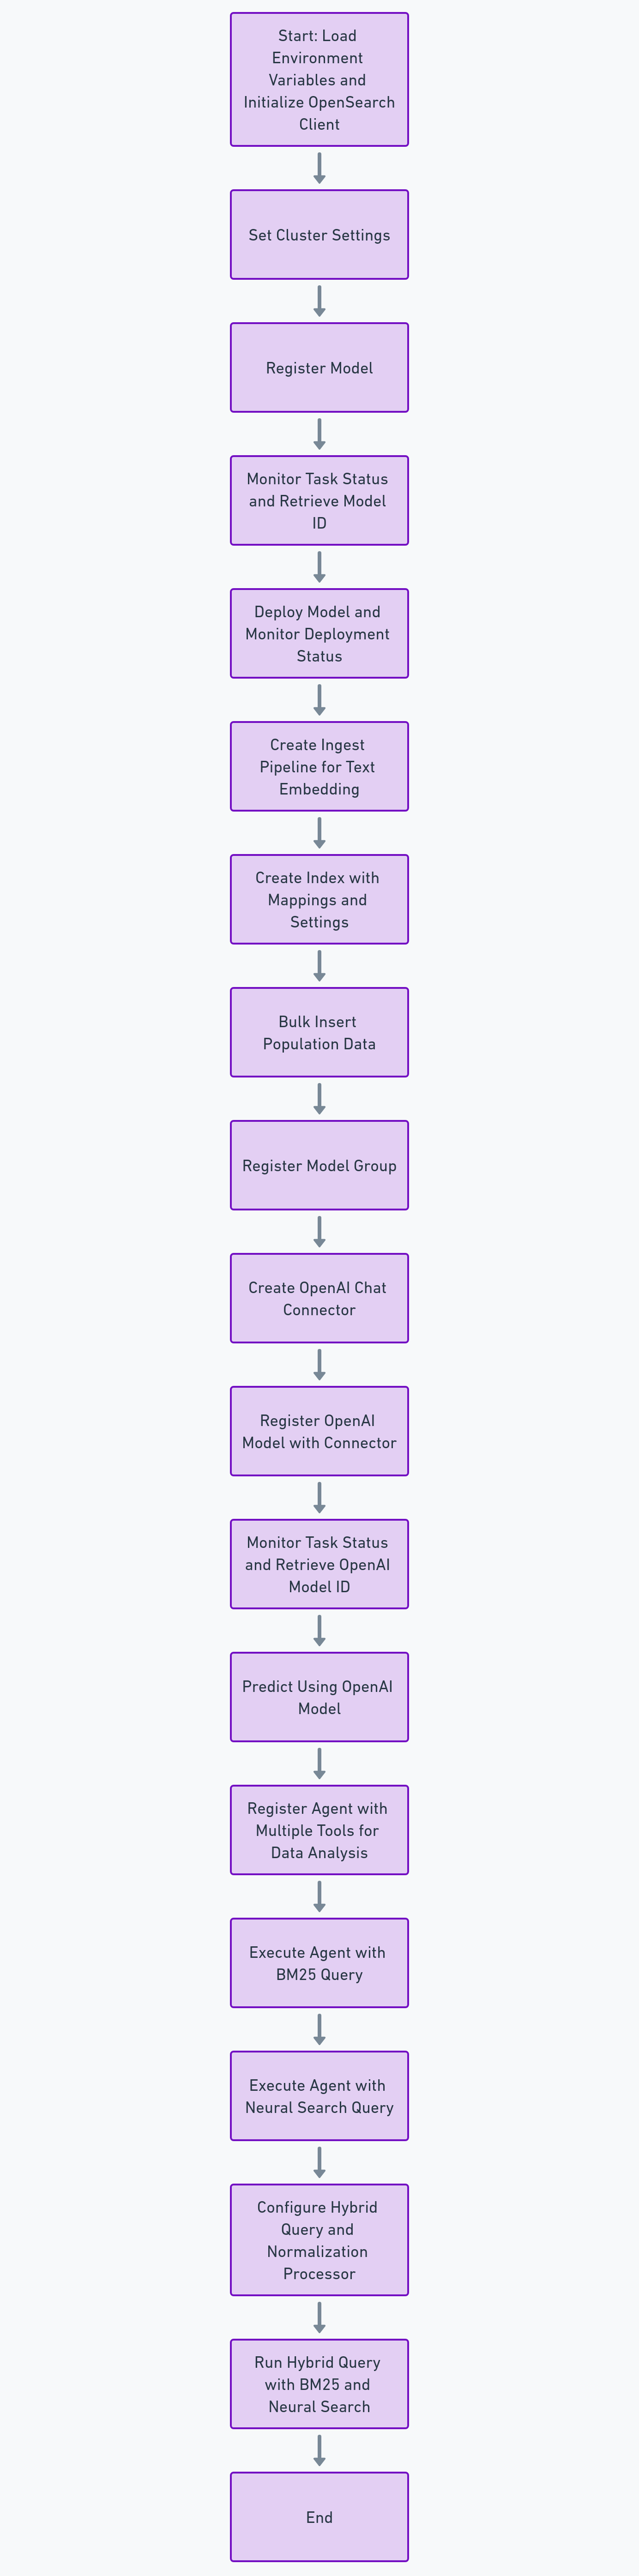 Start: Load
Environment
Variables and
Initialize OpenSearch
Client
Set Cluster Settings
Register Model
Monitor Task Status
and Retrieve Model
ID
Deploy Model and
Monitor Deployment
Status
Create Ingest
Pipeline for Text
Embedding
Create Index with
Mappings and
Settings
Bulk Insert
Population Data
Register Model Group
Create OpenAI Chat
Connector
Register OpenAI
Model with Connector
Monitor Task Status
and Retrieve OpenAI
Model ID
Predict Using OpenAI
Model
Register Agent with
Multiple Tools for
Data Analysis
Execute Agent with
BM25 Query
Execute Agent with
Neural Search Query
Configure Hybrid
Query and
Normalization
Processor
Run Hybrid Query
with BM25 and
Neural Search
End